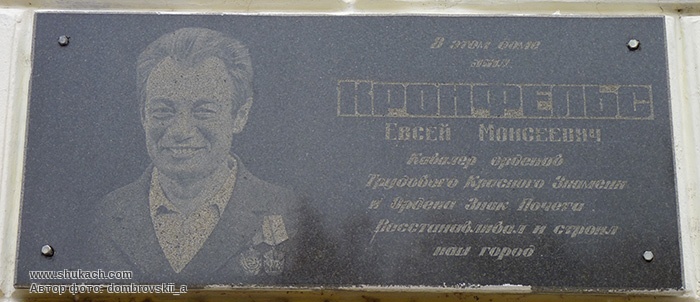 В этом доме
жил
КРОНФЕЛЬС
ЕВСЕЙ МОИСЕЕВИЧ
Кавалер орденов
Трудового Красного Знамени
и Ордена Знак Почета
Восстанавливал и строил
наш город
www.shukach.com
Автор фото: dombrovskii_a